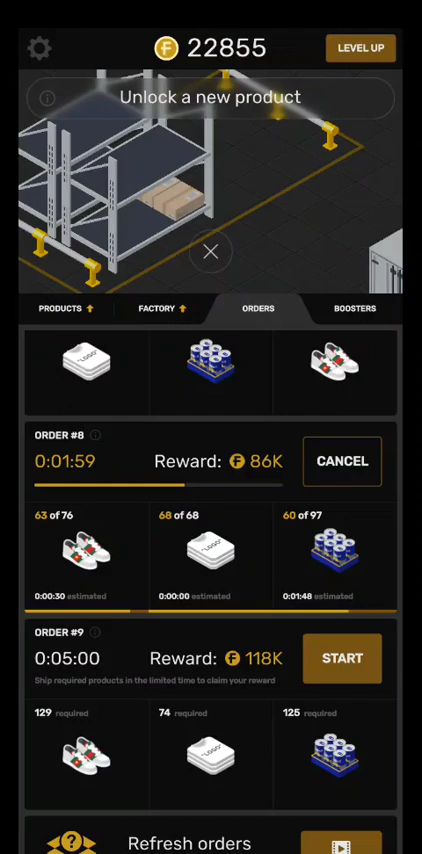 22855
LEVEL UP
Unlock a new product
PRODUCTS
FACTORY
ORDERS
BOOSTERS
"LOGO"
ORDER #8
0:01:59
Reward: 86K
CANCEL
63 of 76
68 of 68
60 of 97
"LOGO"
0:00:30 estimated
0:00:00 estimated
0:01:48 estimated
ORDER #9
0:05:00
Reward: 118K
START
Ship required products in the limited time to claim your reward
129 required
74 required
125 required
"LOGO"
Refresh orders